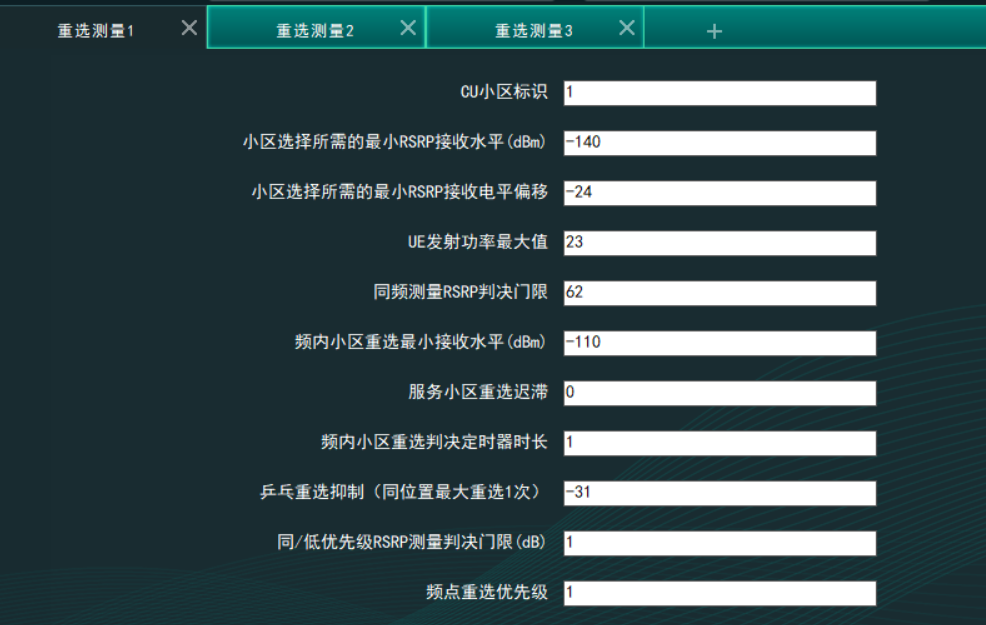 重选测量1 × 重选测量2 × 重选测量3 × +
CU小区标识 1
小区选择所需的最小RSRP接收水平(dBm) -140
小区选择所需的最小RSRP接收电平偏移 -24
UE发射功率最大值 23
同频测量RSRP判决门限 62
频内小区重选最小接收水平(dBm) -110
服务小区重选迟滞 0
频内小区重选判决定时器时长 1
乒乓重选抑制（同位置最大重选1次） -31
同/低优先级RSRP测量判决门限(dB) 1
频点重选优先级 1